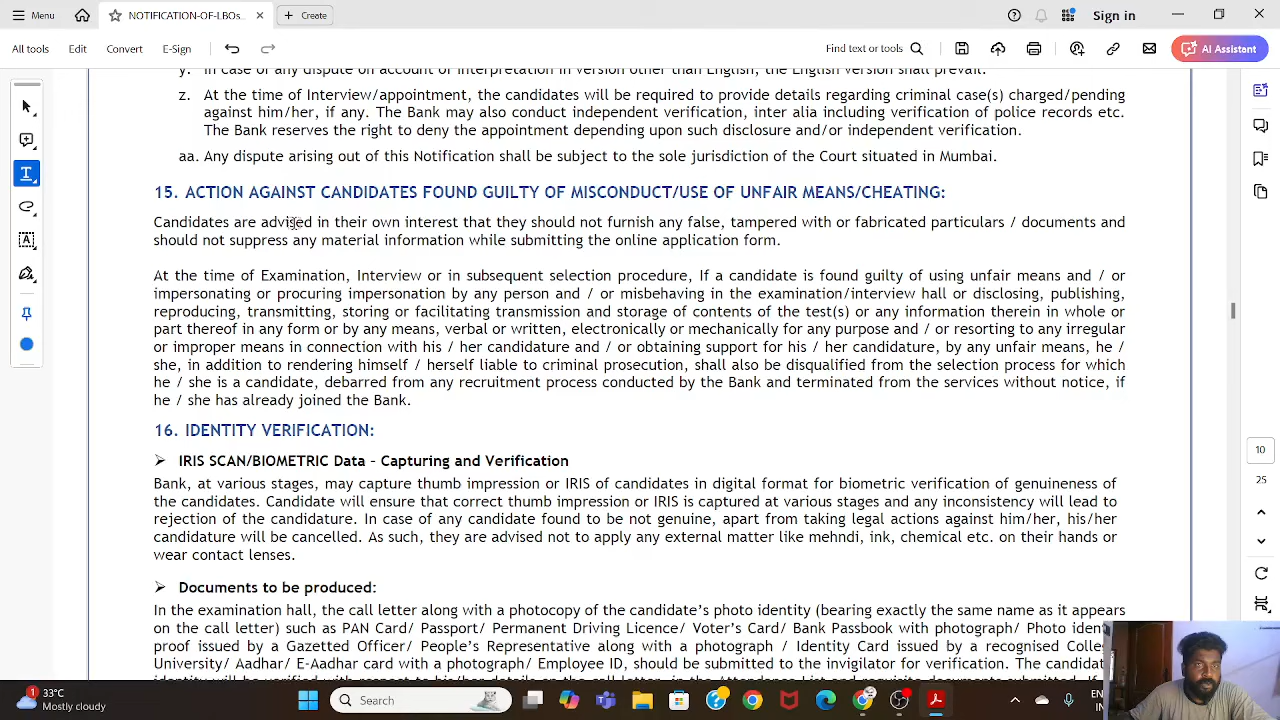 Menu
NOTIFICATION-OF-LBOs...
Create
Sign in
All tools
Edit
Convert
E-Sign
Find text or tools
AI Assistant
y. In case of any dispute on account of interpretation in version other than English, the English version shall prevail.
z. At the time of Interview/appointment, the candidates will be required to provide details regarding criminal case(s) charged/pending
against him/her, if any. The Bank may also conduct independent verification, inter alia including verification of police records etc.
The Bank reserves the right to deny the appointment depending upon such disclosure and/or independent verification.
aa. Any dispute arising out of this Notification shall be subject to the sole jurisdiction of the Court situated in Mumbai.
15. ACTION AGAINST CANDIDATES FOUND GUILTY OF MISCONDUCT/USE OF UNFAIR MEANS/CHEATING:
Candidates are advised in their own interest that they should not furnish any false, tampered with or fabricated particulars / documents and
should not suppress any material information while submitting the online application form.
At the time of Examination, Interview or in subsequent selection procedure, If a candidate is found guilty of using unfair means and / or
impersonating or procuring impersonation by any person and / or misbehaving in the examination/interview hall or disclosing, publishing,
reproducing, transmitting, storing or facilitating transmission and storage of contents of the test(s) or any information therein in whole or
part thereof in any form or by any means, verbal or written, electronically or mechanically for any purpose and / or resorting to any irregular
or improper means in connection with his / her candidature and / or obtaining support for his / her candidature, by any unfair means, he /
she, in addition to rendering himself / herself liable to criminal prosecution, shall also be disqualified from the selection process for which
he / she is a candidate, debarred from any recruitment process conducted by the Bank and terminated from the services without notice, if
he / she has already joined the Bank.
16. IDENTITY VERIFICATION:
➢ IRIS SCAN/BIOMETRIC Data – Capturing and Verification
Bank, at various stages, may capture thumb impression or IRIS of candidates in digital format for biometric verification of genuineness of
the candidates. Candidate will ensure that correct thumb impression or IRIS is captured at various stages and any inconsistency will lead to
rejection of the candidature. In case of any candidate found to be not genuine, apart from taking legal actions against him/her, his/her
candidature will be cancelled. As such, they are advised not to apply any external matter like mehndi, ink, chemical etc. on their hands or
wear contact lenses.
➢ Documents to be produced:
In the examination hall, the call letter along with a photocopy of the candidate's photo identity (bearing exactly the same name as it appears
on the call letter) such as PAN Card/ Passport/ Permanent Driving Licence/ Voter's Card/ Bank Passbook with photograph/ Photo
proof issued by a Gazetted Officer/ People's Representative along with a photograph / Identity Card issued by a recognised
University/ Aadhar/ E-Aadhar card with a photograph/ Employee ID, should be submitted to the invigilator for verification. The
10
25
33°C
Mostly cloudy
1
Search